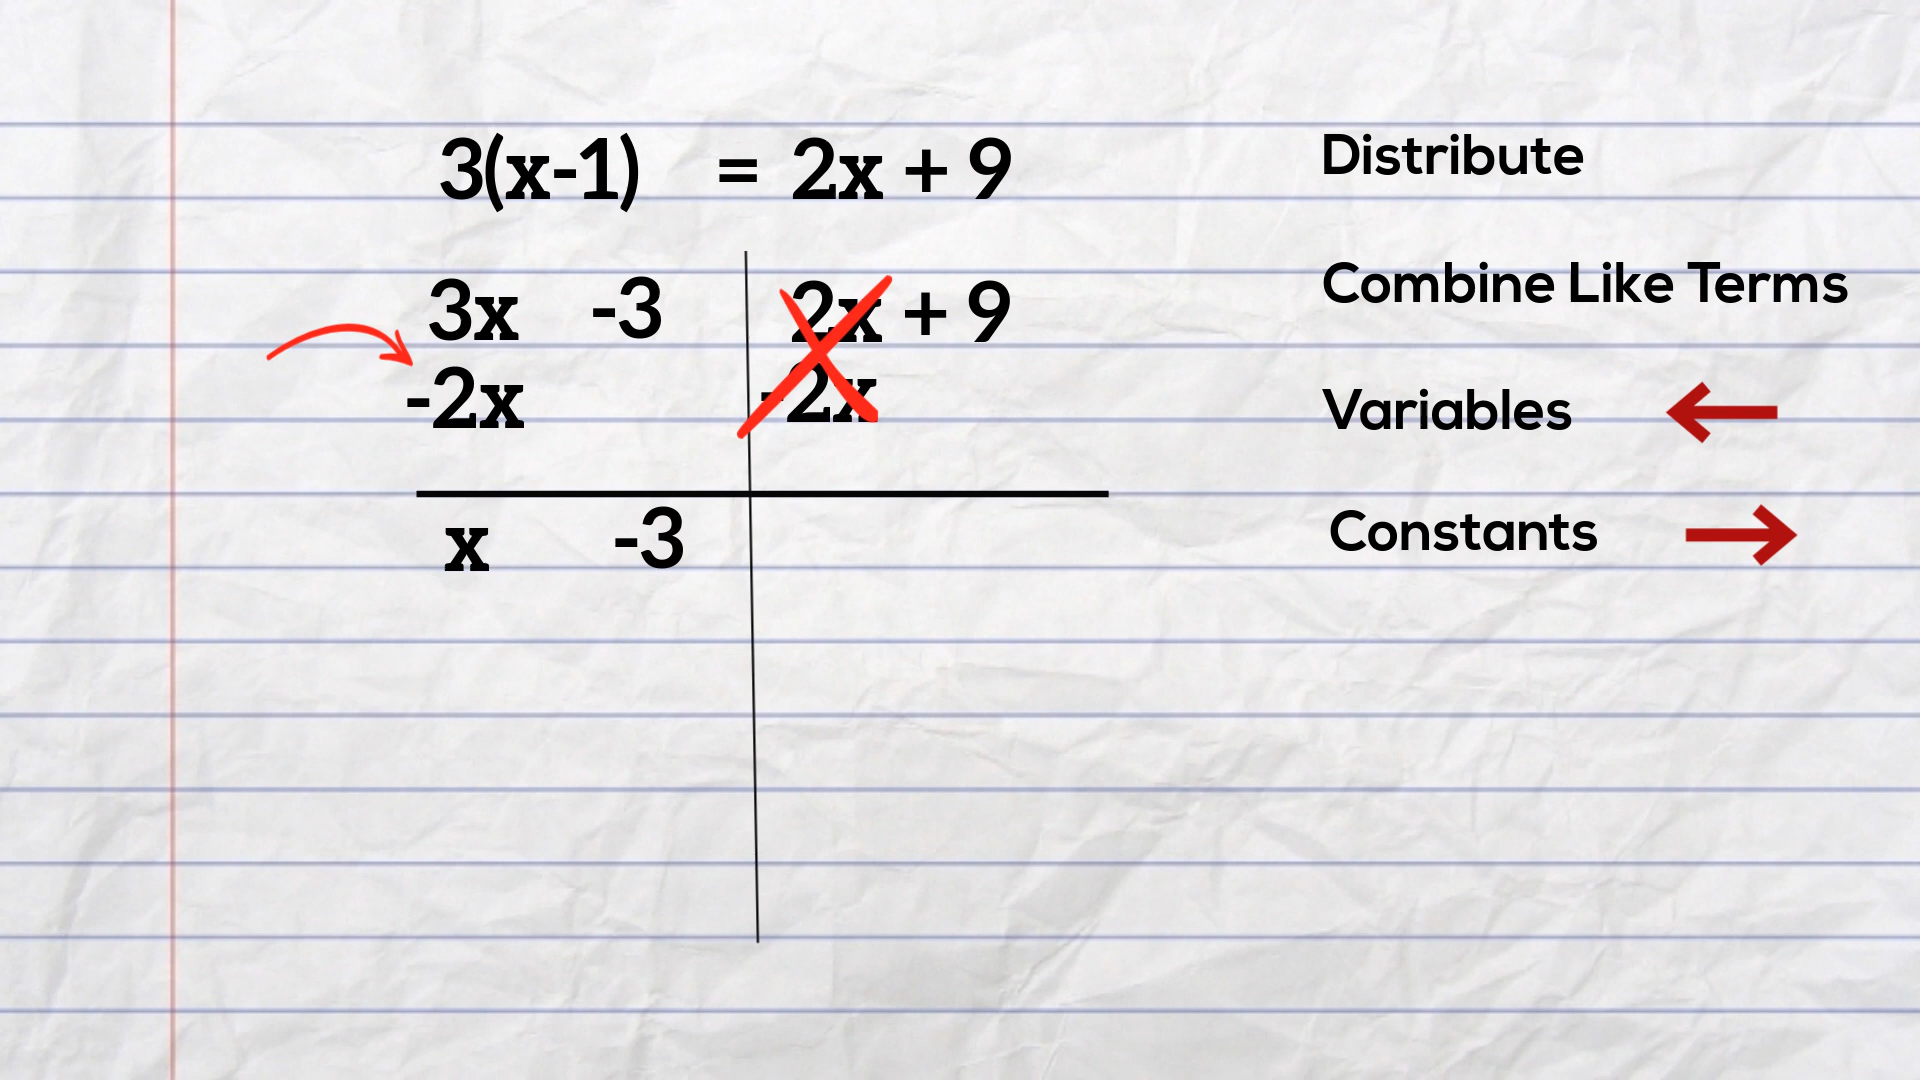 3(x-1) = 2x + 9
3x -3 2x + 9
-2x -2x
x -3
Distribute
Combine Like Terms
Variables
Constants